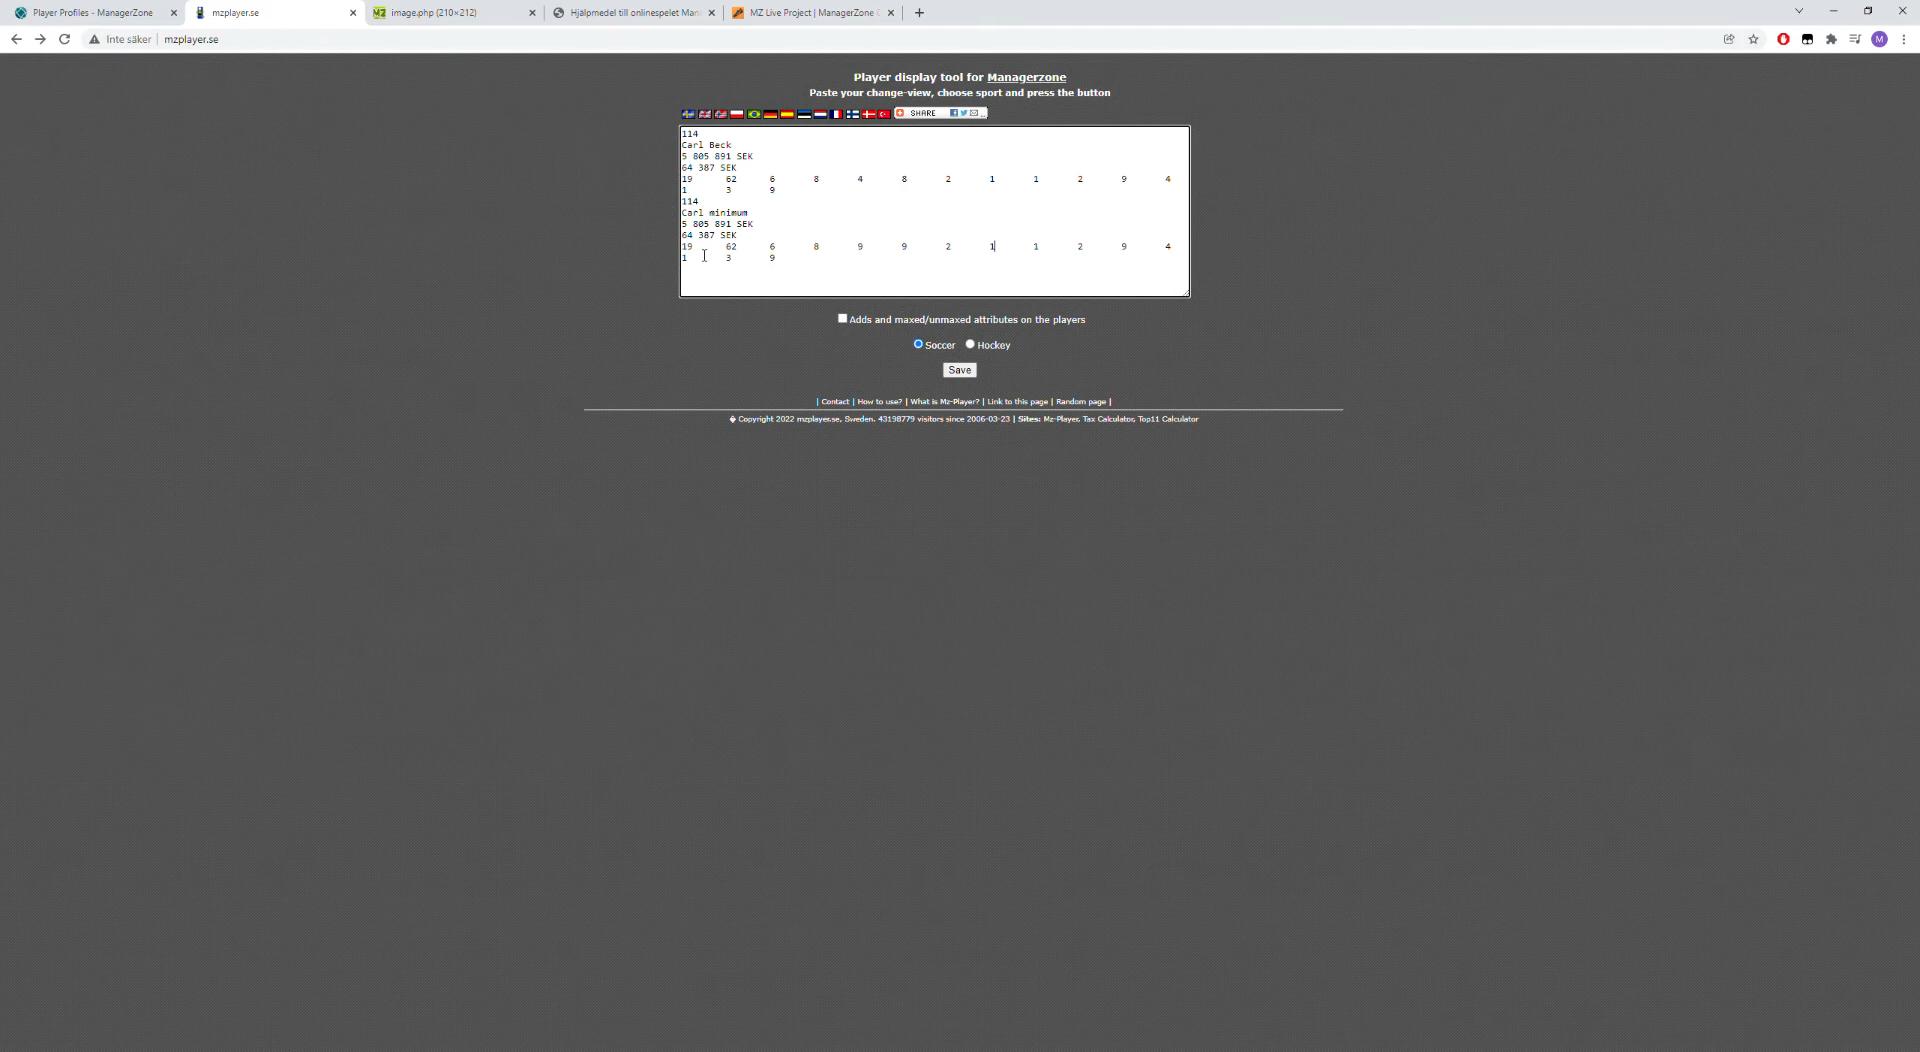 Player Profiles - ManagerZone
mzplayer.se
MZ image.php (210×212)
Hjälpmedel till onlinespelet Man
MZ Live Project | ManagerZone
Inte säker mzplayer.se
M
Player display tool for Managerzone
Paste your change-view, choose sport and press the button
SHARE
114
Carl Beck
5 805 891 SEK
64 387 SEK
19 62 6 8 4 8 2 1 1 2 9 4
1 3 9
114
Carl minimum
5 805 891 SEK
64 387 SEK
19 62 6 8 9 9 2 1 1 2 9 4
1 3 9
Adds and maxed/unmaxed attributes on the players
Soccer Hockey
Save
| Contact | How to use? | What is Mz-Player? | Link to this page | Random page |
� Copyright 2022 mzplayer.se, Sweden. 43198779 visitors since 2006-03-23 | Sites: Mz-Player, Tax Calculator, Top11 Calculator